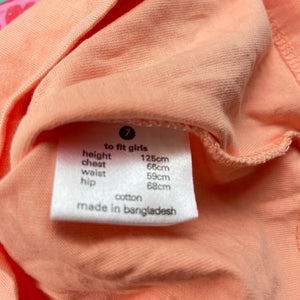 7
to fit girls
height 125cm
chest 66cm
waist 59cm
hip 68cm
cotton
made in bangladesh